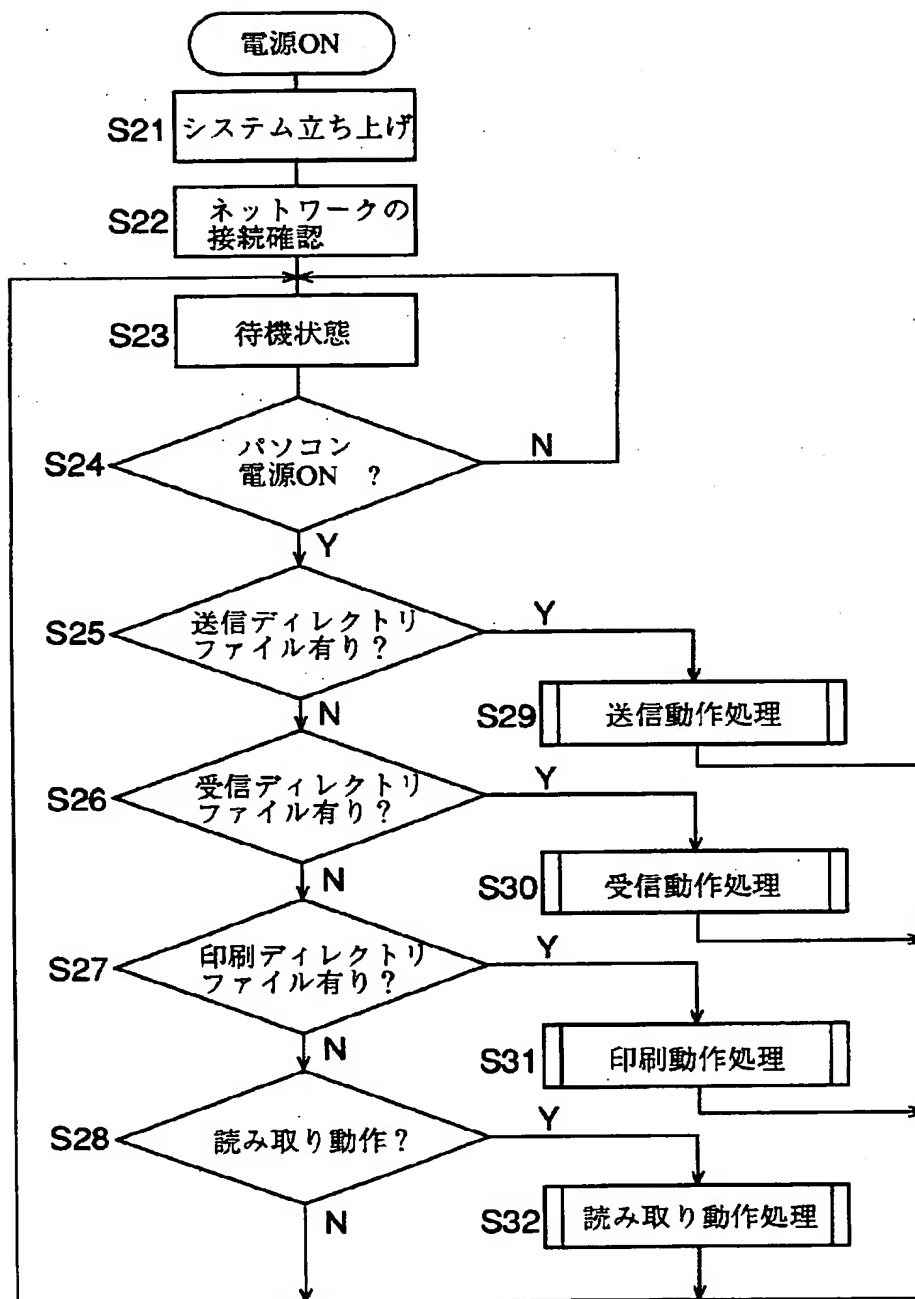 電源ON
S21
システム立ち上げ
S22
ネットワークの
接続確認
S23
待機状態
S24
パソコン
電源ON ?
N
Y
S25
送信ディレクトリ
ファイル有り?
Y
N
S29
送信動作処理
S26
受信ディレクトリ
ファイル有り?
Y
N
S30
受信動作処理
S27
印刷ディレクトリ
ファイル有り?
Y
N
S31
印刷動作処理
S28
読み取り動作?
Y
N
S32
読み取り動作処理